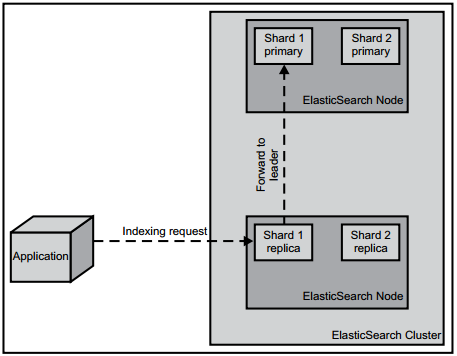 Shard 1
primary
Shard 2
primary
ElasticSearch Node
Forward to
leader
Indexing request
Application
Shard 1
replica
Shard 2
replica
ElasticSearch Node
ElasticSearch Cluster